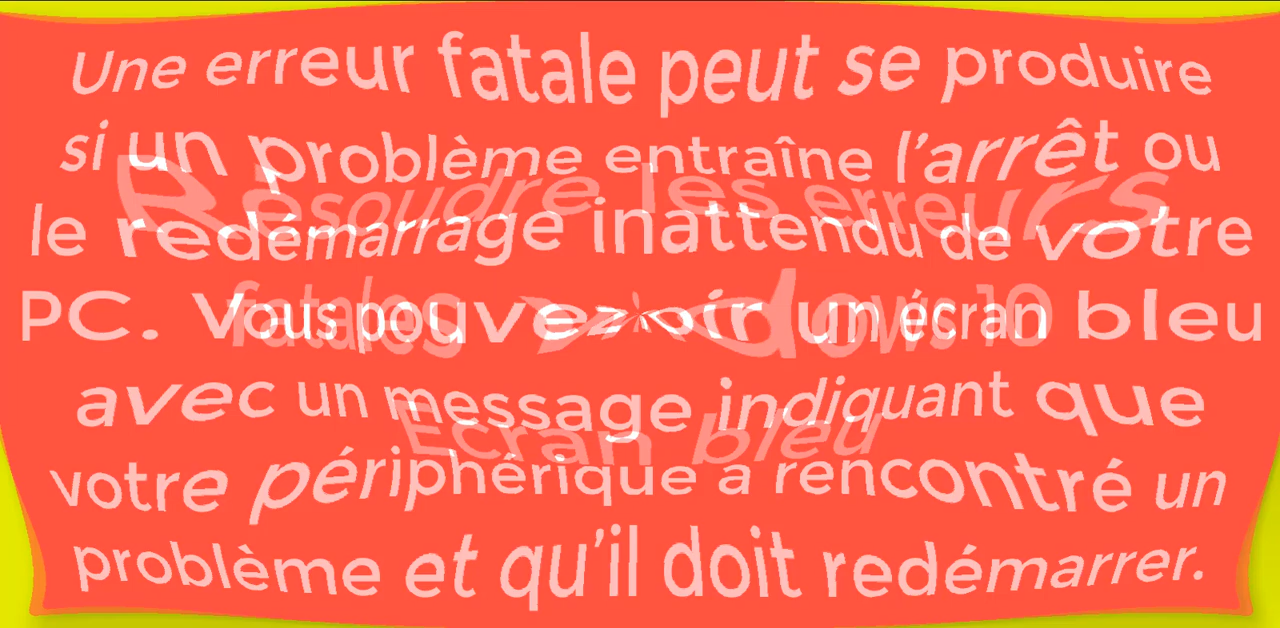 Une erreur fatale peut se produire
si un problème entraîne l'arrêt ou
Résoudre les erreurs
le redémarrage inattendu de votre
PC. Vous pouvez voir un écran bleu
fatales Windows 10
avec un message indiquant que
Écran bleu
votre périphérique a rencontré un
problème et qu'il doit redémarrer.